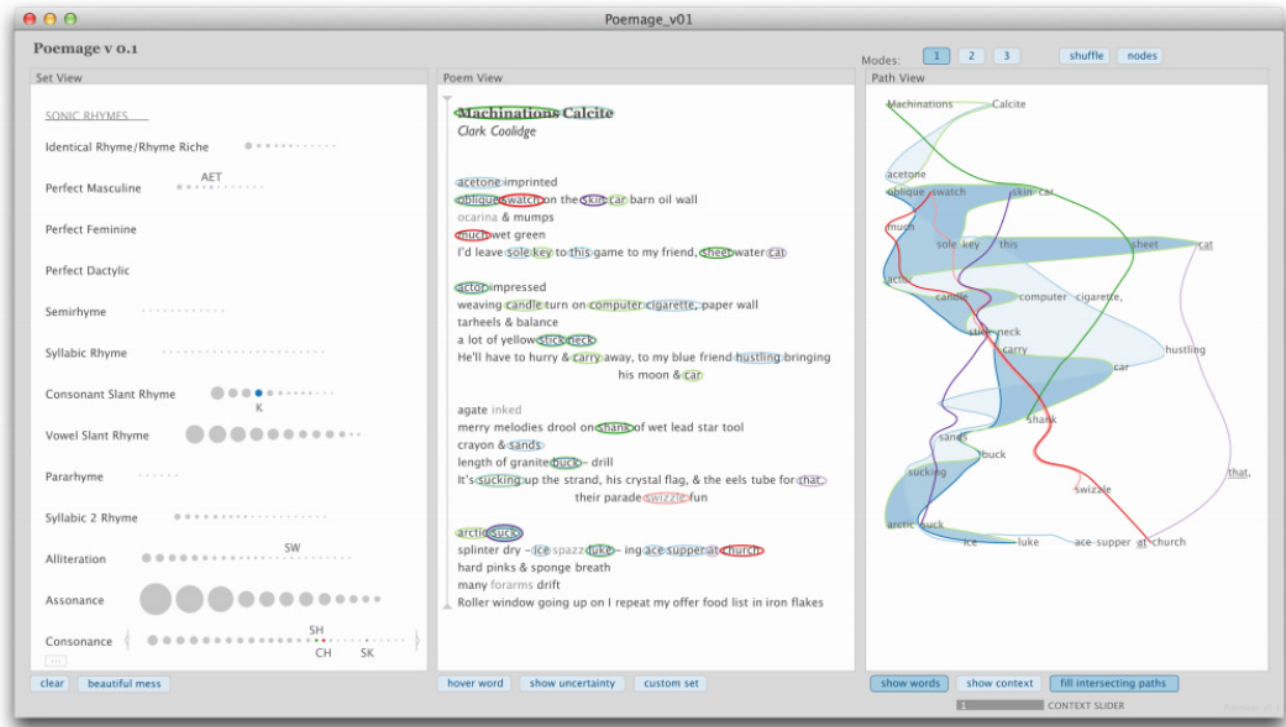 Poemage_v01
Poemage v 0.1
Modes:
1
2
3
shuffle
nodes
Set View
SONIC RHYMES
Identical Rhyme/Rhyme Riche
AET
Perfect Masculine
Perfect Feminine
Perfect Dactylic
Semirhyme
Syllabic Rhyme
Consonant Slant Rhyme
K
Vowel Slant Rhyme
Pararhyme
Syllabic 2 Rhyme
SW
Alliteration
Assonance
SH
Consonance
CH
SK
...
clear
beautiful mess
Poem View
Machinations Calcite
Clark Coolidge
acetone imprinted
oblique swatch on the skin car barn oil wall
ocarina & mumps
much wet green
I'd leave sole key to this game to my friend, sheet water cat
actor impressed
weaving candle turn on computer cigarette, paper wall
tarheels & balance
a lot of yellow stick neck
He'll have to hurry & carry away, to my blue friend hustling bringing
his moon & car
agate inked
merry melodies drool on shank of wet lead star tool
crayon & sands
length of granite buck – drill
It's sucking up the strand, his crystal flag, & the eels tube for that,
their parade swizzle fun
arctic suck
splinter dry – ice spazz luke – ing ace supper at church
hard pinks & sponge breath
many forarms drift
Roller window going up on I repeat my offer food list in iron flakes
hover word
show uncertainty
custom set
Path View
Machinations Calcite
acetone
oblique swatch skin car
much
sole key this sheet cat
actor
candle computer cigarette,
stick neck
carry hustling
car
shank
sands
buck
sucking that,
swizzle
arctic suck
ice luke ace supper at church
show words
show context
fill intersecting paths
1
CONTEXT SLIDER
Poemage v0.1